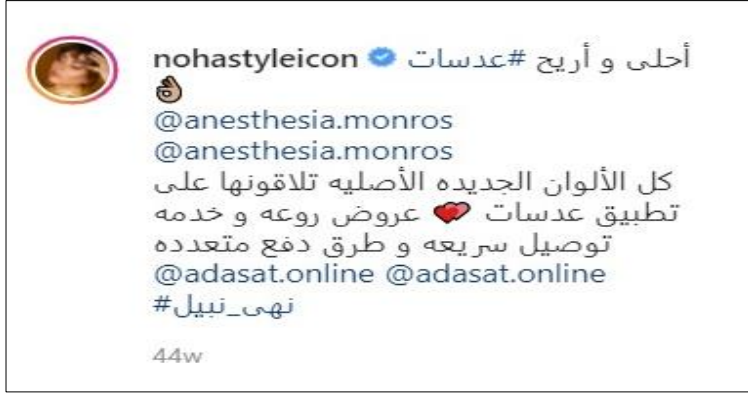 nohastyleicon أحلى و أريح #عدسات
👌🏽
@anesthesia.monros
@anesthesia.monros
كل الألوان الجديده الأصليه تلاقونها على
تطبيق عدسات 💕 عروض روعه و خدمه
توصيل سريعه و طرق دفع متعدده
@adasat.online @adasat.online
#نهى_نبيل
44w